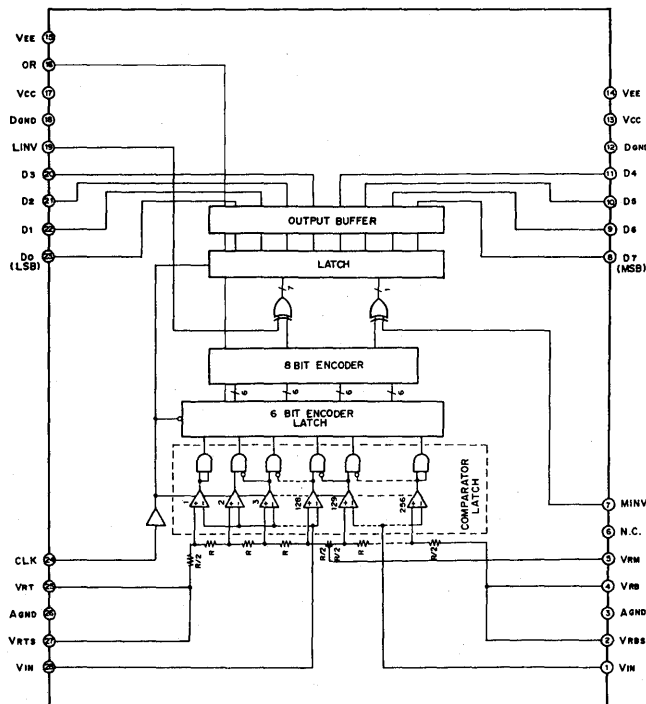 VEE 15
OR 16
VCC 17
DGND 18
LINV 19
D3 20
D2 21
D1 22
D0 23
(LSB)
CLK 24
VRT 25
AGND 26
VRTS 27
VIN 28
14 VEE
13 VCC
12 DGND
11 D4
10 D5
9 D6
8 D7
(MSB)
7 MINV
6 N.C.
5 VRM
4 VRB
3 AGND
2 VRBS
1 VIN
OUTPUT BUFFER
LATCH
7 1
8 BIT ENCODER
6 6 6 6
6 BIT ENCODER
LATCH
COMPARATOR
LATCH
1 2 3 128 129 256
+ - + - + - + - + - + -
R/2 R R R R/2 R/2 R R/2